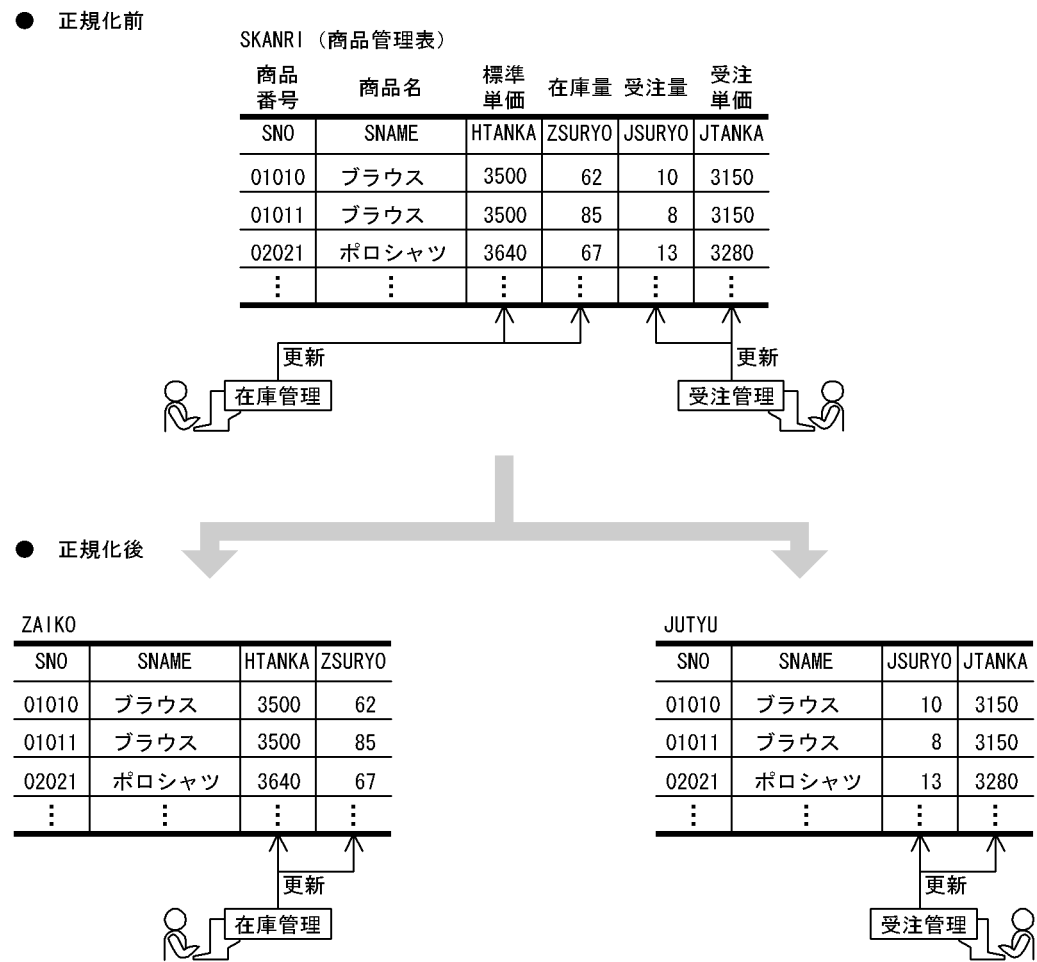 ● 正規化前
SKANRI(商品管理表)
商品番号 商品名 標準単価 在庫量 受注量 受注単価
SNO SNAME HTANKA ZSURYO JSURYO JTANKA
01010 ブラウス 3500 62 10 3150
01011 ブラウス 3500 85 8 3150
02021 ポロシャツ 3640 67 13 3280
⋮ ⋮ ⋮ ⋮ ⋮ ⋮
更新 更新
在庫管理 受注管理
● 正規化後
ZAIKO JUTYU
SNO SNAME HTANKA ZSURYO SNO SNAME JSURYO JTANKA
01010 ブラウス 3500 62 01010 ブラウス 10 3150
01011 ブラウス 3500 85 01011 ブラウス 8 3150
02021 ポロシャツ 3640 67 02021 ポロシャツ 13 3280
⋮ ⋮ ⋮ ⋮ ⋮ ⋮ ⋮ ⋮
更新 更新
在庫管理 受注管理